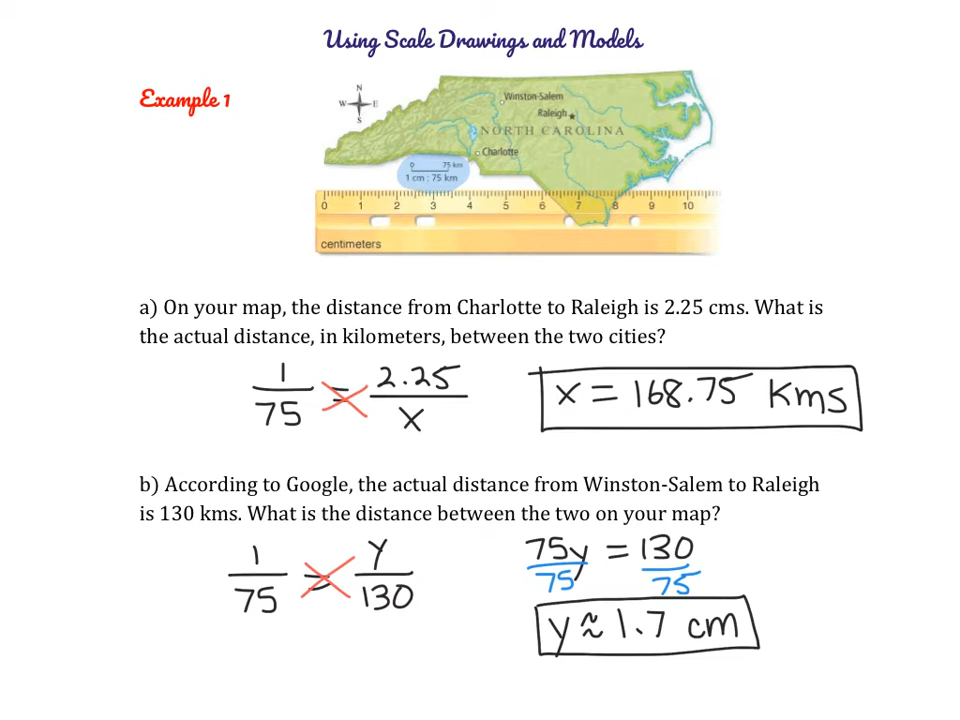 Using Scale Drawings and Models
Example 1
N
W E
S
Winston-Salem
Raleigh
NORTH CAROLINA
Charlotte
0 75 km
1 cm : 75 km
0 1 2 3 4 5 6 7 8 9 10
centimeters
a) On your map, the distance from Charlotte to Raleigh is 2.25 cms. What is
the actual distance, in kilometers, between the two cities?
1/75 = 2.25/x
x = 168.75 Kms
b) According to Google, the actual distance from Winston-Salem to Raleigh
is 130 kms. What is the distance between the two on your map?
1/75 = y/130
75y = 130
75 75
y ≈ 1.7 cm